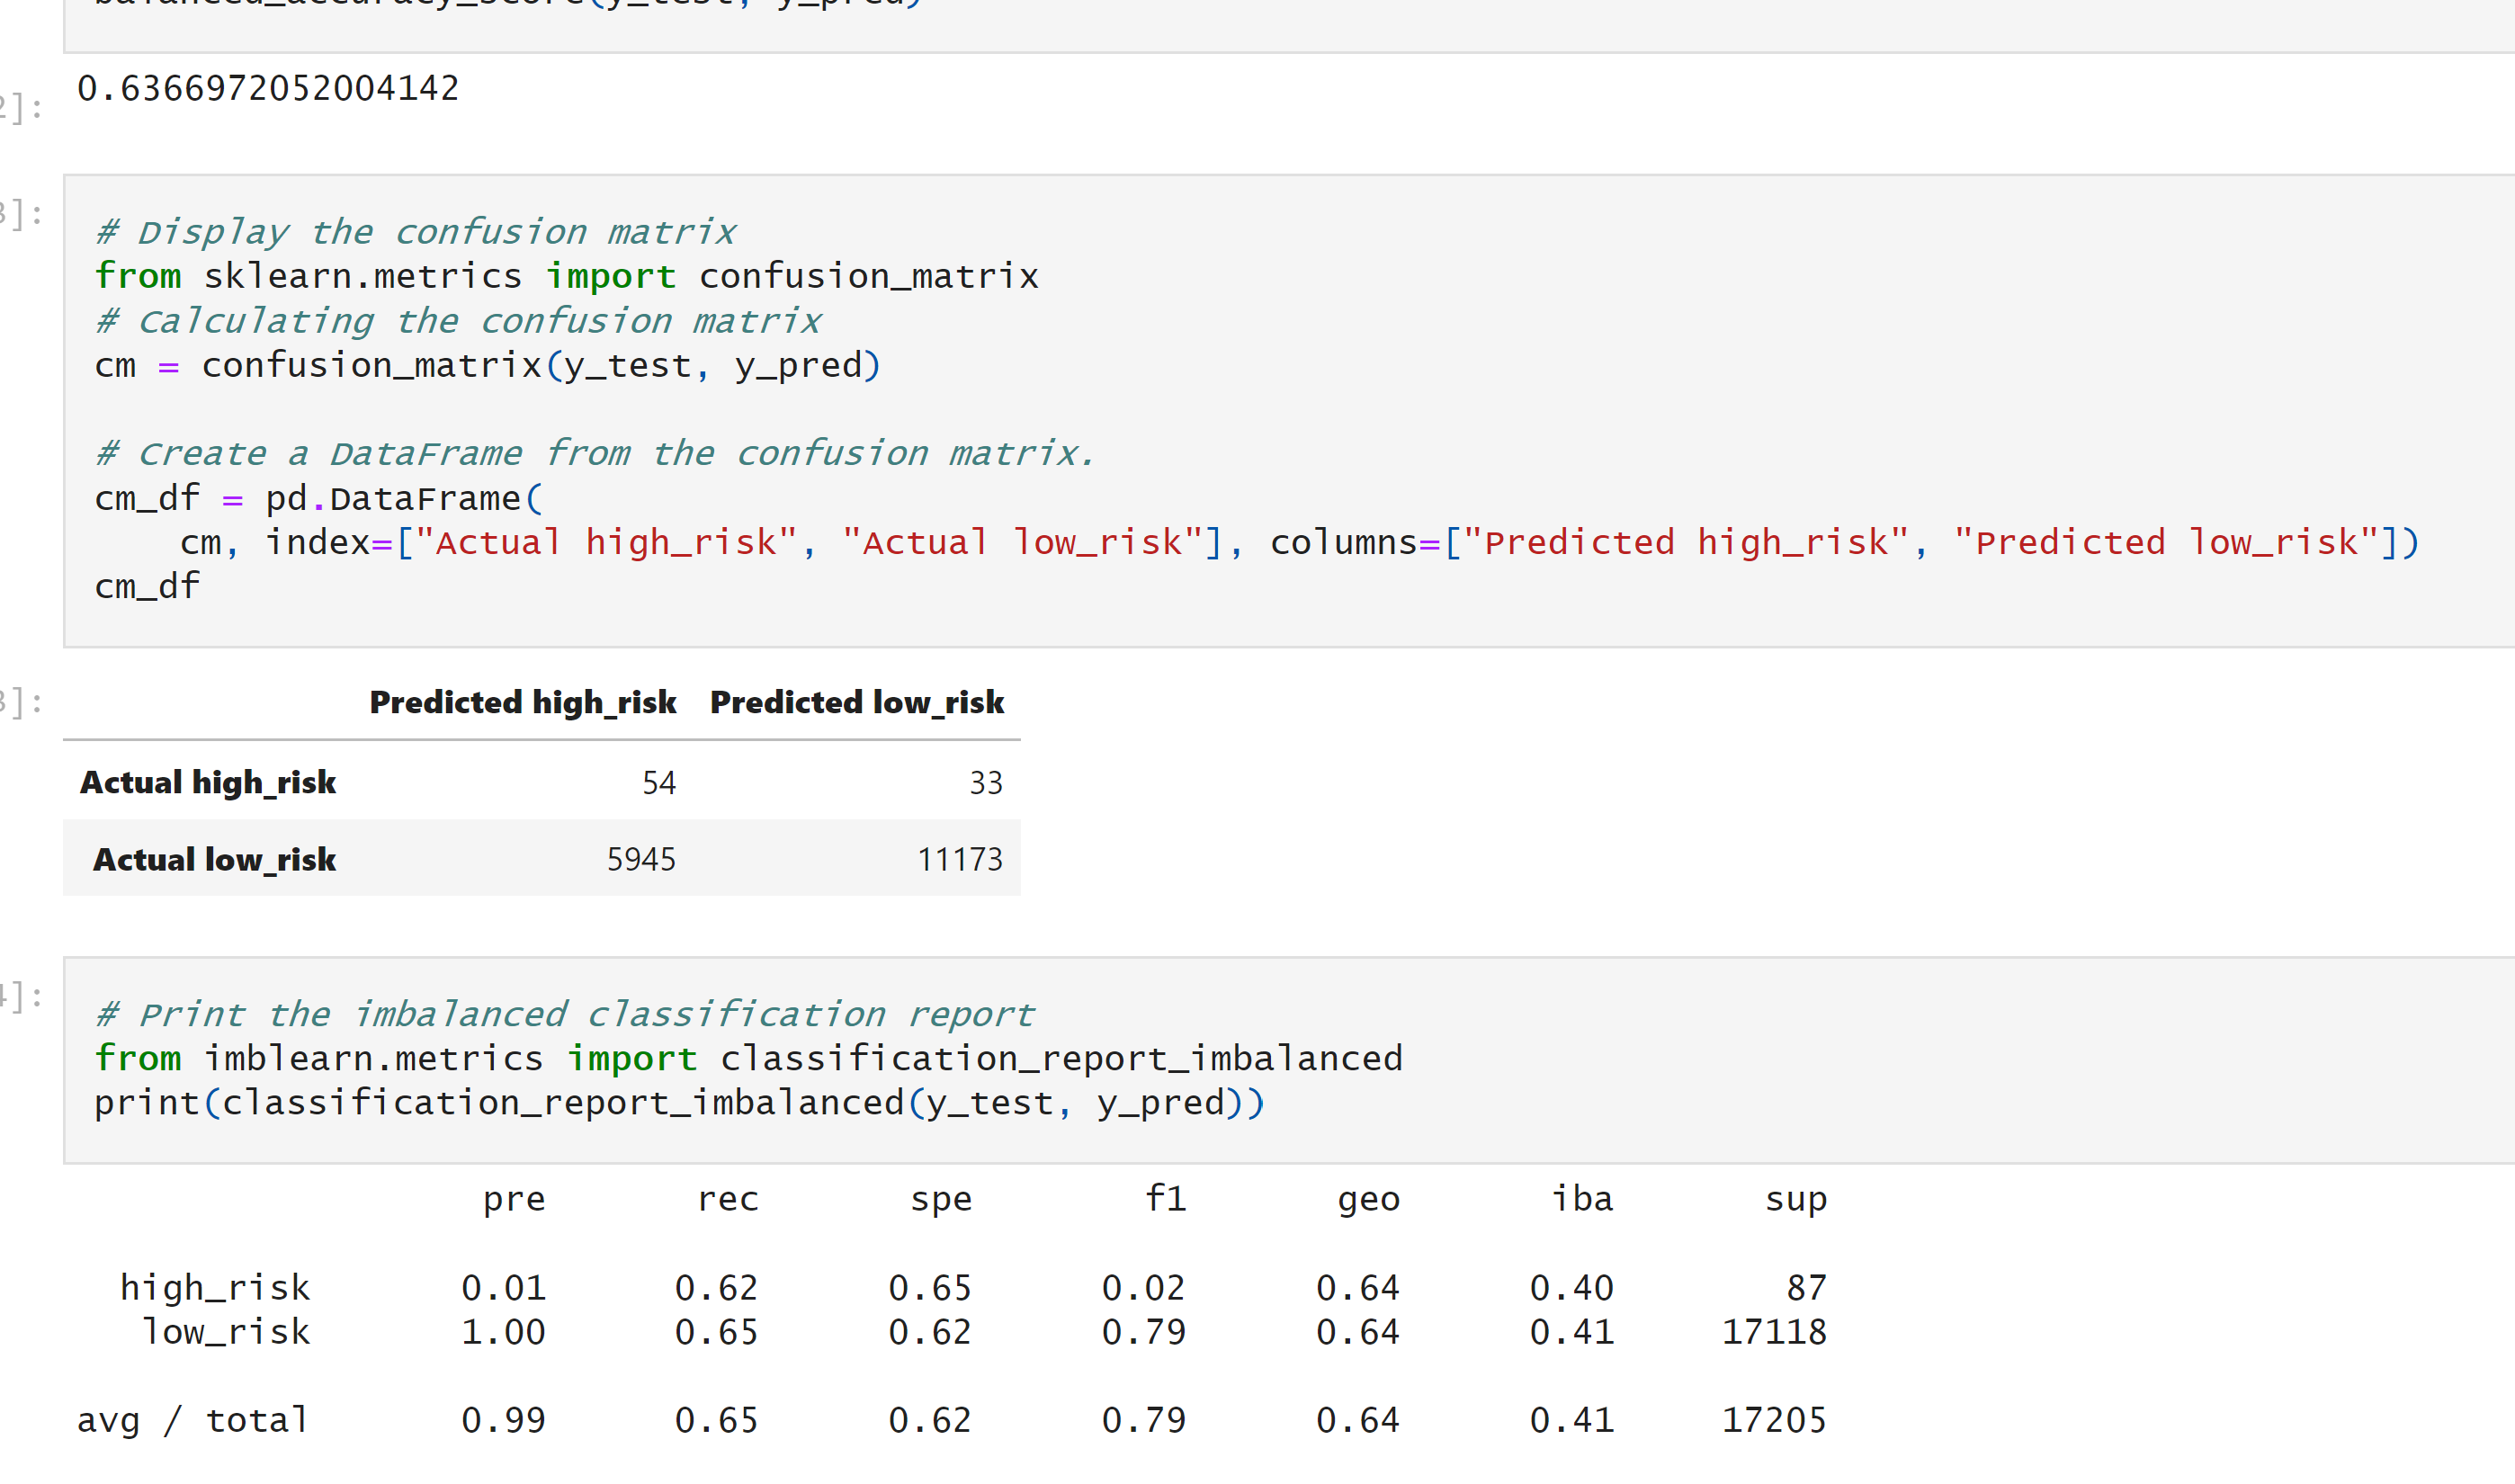 balanced_accuracy_score(y_test, y_pred)
0.6366972052004142
2]:
3]:
# Display the confusion matrix
from sklearn.metrics import confusion_matrix
# Calculating the confusion matrix
cm = confusion_matrix(y_test, y_pred)
# Create a DataFrame from the confusion matrix.
cm_df = pd.DataFrame(
cm, index=["Actual high_risk", "Actual low_risk"], columns=["Predicted high_risk", "Predicted low_risk"])
cm_df
3]:
Predicted high_risk Predicted low_risk
Actual high_risk 54 33
Actual low_risk 5945 11173
4]:
# Print the imbalanced classification report
from imblearn.metrics import classification_report_imbalanced
print(classification_report_imbalanced(y_test, y_pred))
pre rec spe f1 geo iba sup
high_risk 0.01 0.62 0.65 0.02 0.64 0.40 87
low_risk 1.00 0.65 0.62 0.79 0.64 0.41 17118
avg / total 0.99 0.65 0.62 0.79 0.64 0.41 17205